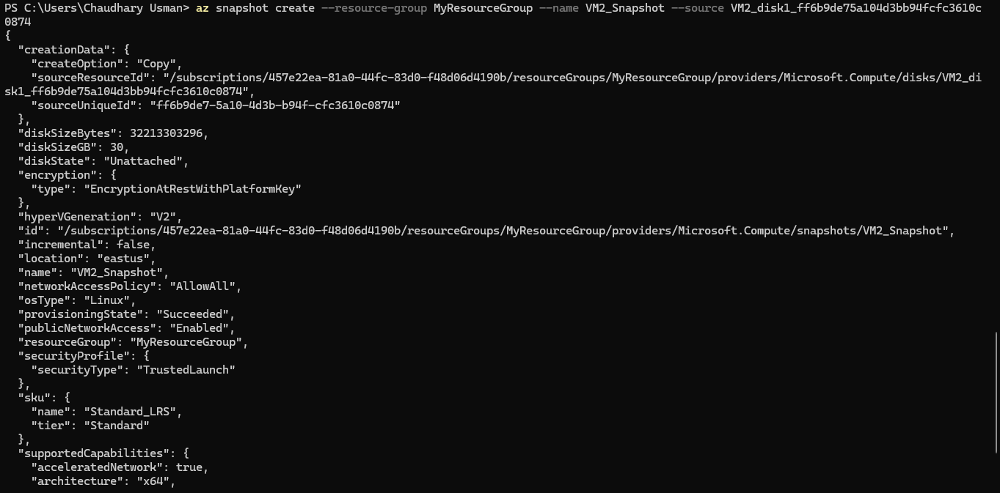 PS C:\Users\Chaudhary Usman> az snapshot create --resource-group MyResourceGroup --name VM2_Snapshot --source VM2_disk1_ff6b9de75a104d3bb94fcfc3610c
0874
{
  "creationData": {
    "createOption": "Copy",
    "sourceResourceId": "/subscriptions/457e22ea-81a0-44fc-83d0-f48d06d4190b/resourceGroups/MyResourceGroup/providers/Microsoft.Compute/disks/VM2_di
sk1_ff6b9de75a104d3bb94fcfc3610c0874",
    "sourceUniqueId": "ff6b9de7-5a10-4d3b-b94f-cfc3610c0874"
  },
  "diskSizeBytes": 32213303296,
  "diskSizeGB": 30,
  "diskState": "Unattached",
  "encryption": {
    "type": "EncryptionAtRestWithPlatformKey"
  },
  "hyperVGeneration": "V2",
  "id": "/subscriptions/457e22ea-81a0-44fc-83d0-f48d06d4190b/resourceGroups/MyResourceGroup/providers/Microsoft.Compute/snapshots/VM2_Snapshot",
  "incremental": false,
  "location": "eastus",
  "name": "VM2_Snapshot",
  "networkAccessPolicy": "AllowAll",
  "osType": "Linux",
  "provisioningState": "Succeeded",
  "publicNetworkAccess": "Enabled",
  "resourceGroup": "MyResourceGroup",
  "securityProfile": {
    "securityType": "TrustedLaunch"
  },
  "sku": {
    "name": "Standard_LRS",
    "tier": "Standard"
  },
  "supportedCapabilities": {
    "acceleratedNetwork": true,
    "architecture": "x64",